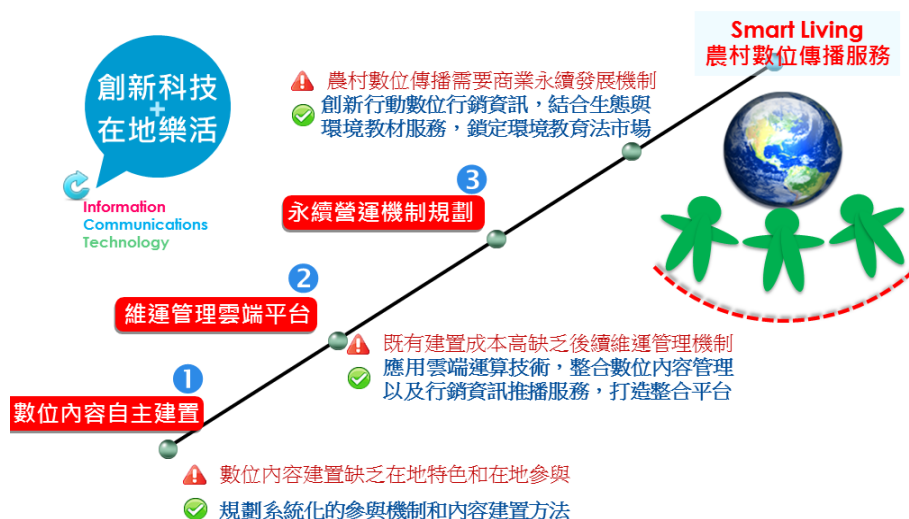 Smart Living
農村數位傳播服務
創新科技
+
在地樂活
Information
Communications
Technology
農村數位傳播需要商業永續發展機制
創新行動數位行銷資訊，結合生態與
環境教材服務，鎖定環境教育法市場
3
永續營運機制規劃
2
維運管理雲端平台
既有建置成本高缺乏後續維運管理機制
應用雲端運算技術，整合數位內容管理
以及行銷資訊推播服務，打造整合平台
1
數位內容自主建置
數位內容建置缺乏在地特色和在地參與
規劃系統化的參與機制和內容建置方法